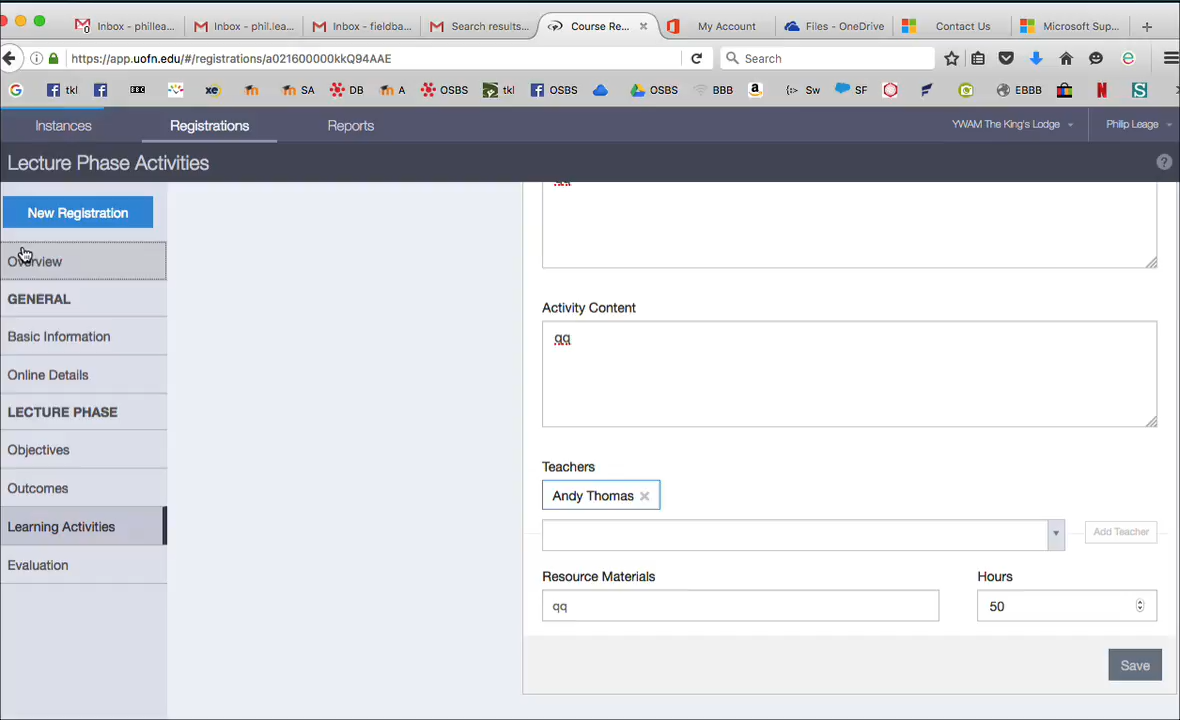 Inbox - phillea...
Inbox - phil.lea...
Inbox - fieldba...
Search results...
Course Re...
My Account
Files - OneDrive
Contact Us
Microsoft Sup...
https://app.uofn.edu/#/registrations/a021600000kkQ94AAE
Search
tkl
SA
DB
A
OSBS
tkl
OSBS
OSBS
BBB
Sw
SF
EBBB
Instances
Registrations
Reports
YWAM The King's Lodge
Philip Leage
Lecture Phase Activities
New Registration
Overview
GENERAL
Basic Information
Online Details
LECTURE PHASE
Objectives
Outcomes
Learning Activities
Evaluation
qq
Activity Content
qq
Teachers
Andy Thomas
Add Teacher
Resource Materials
Hours
qq
50
Save